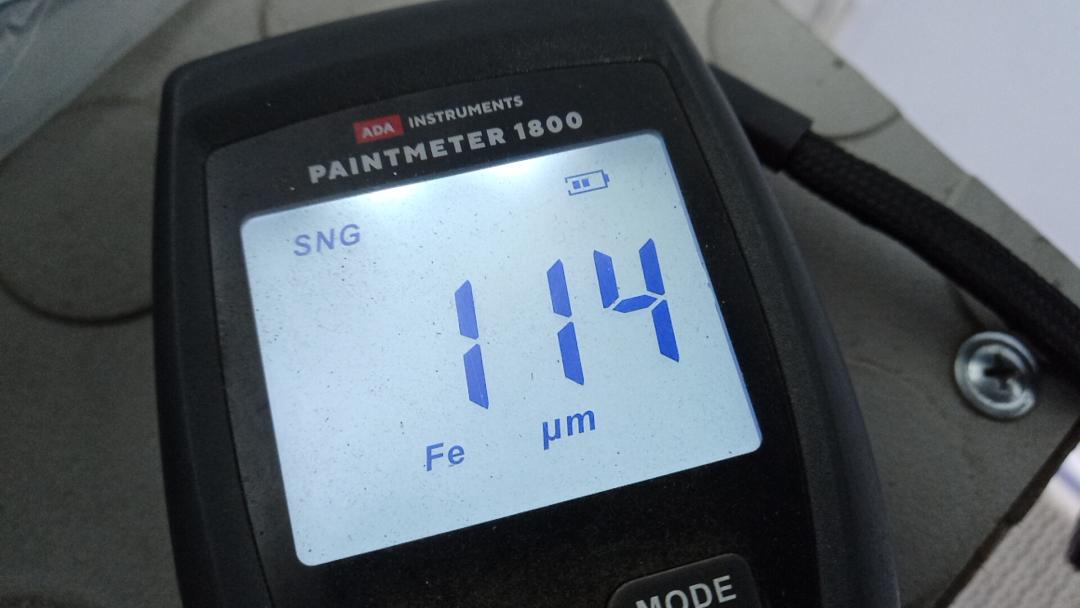 ADA INSTRUMENTS
PAINTMETER 1800
SNG
114
Fe µm
MODE